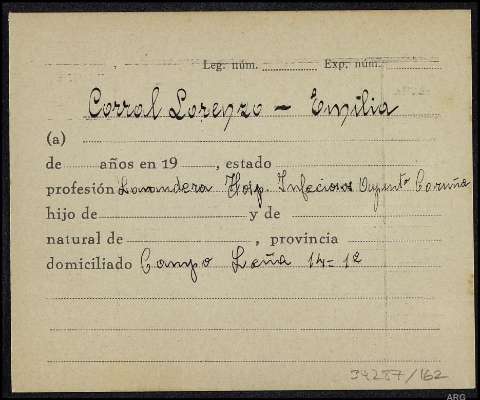 Leg. núm. Exp. núm.
Corral Lorenzo - Emilia
(a)
de años en 19 , estado
profesión Lavandera Hosp. Infecciosos Ayuntº Coruña
hijo de y de
natural de , provincia
domiciliado Campo Leña 14-1º
34287/162
ARG